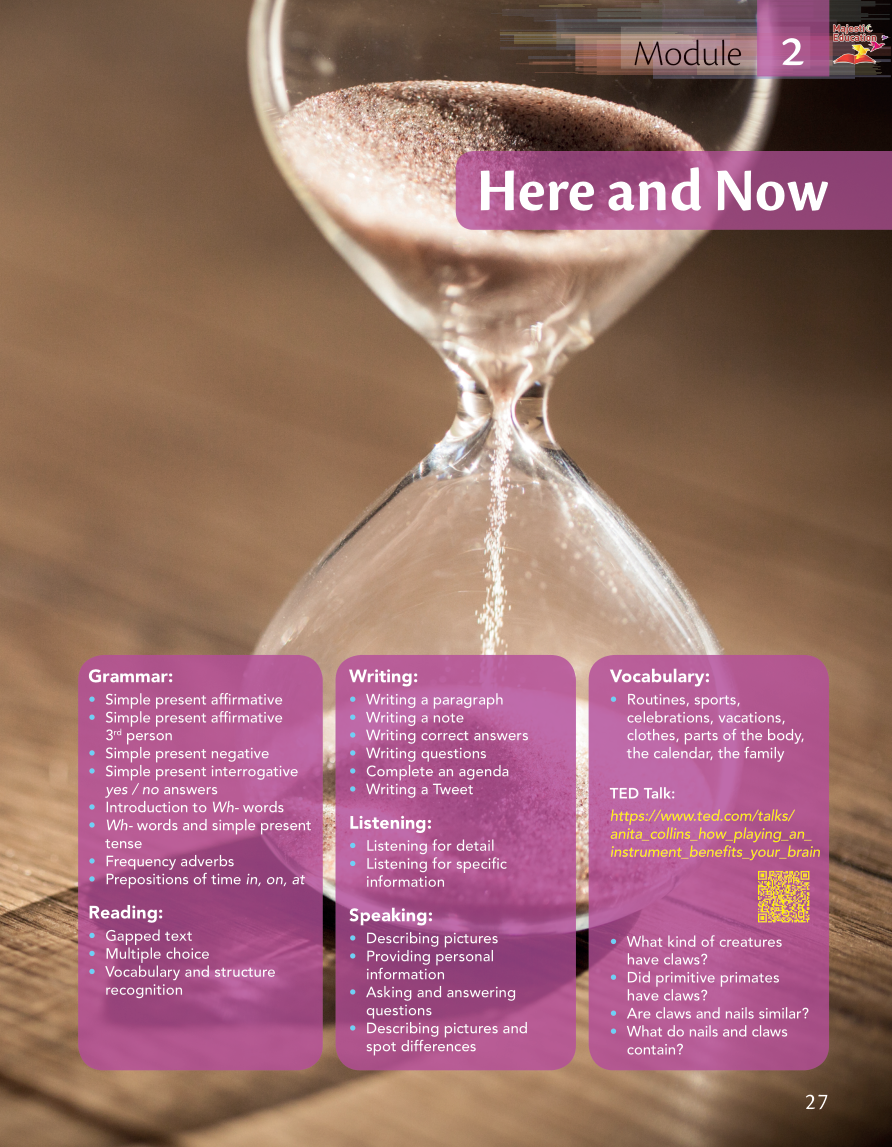 Module 2
Majestic
Education
Here and Now
Grammar:
• Simple present affirmative
• Simple present affirmative
3rd person
• Simple present negative
• Simple present interrogative
yes / no answers
• Introduction to Wh- words
• Wh- words and simple present
tense
• Frequency adverbs
• Prepositions of time in, on, at
Reading:
• Gapped text
• Multiple choice
• Vocabulary and structure
recognition
Writing:
• Writing a paragraph
• Writing a note
• Writing correct answers
• Writing questions
• Complete an agenda
• Writing a Tweet
Listening:
• Listening for detail
• Listening for specific
information
Speaking:
• Describing pictures
• Providing personal
information
• Asking and answering
questions
• Describing pictures and
spot differences
Vocabulary:
• Routines, sports,
celebrations, vacations,
clothes, parts of the body,
the calendar, the family
TED Talk:
https://www.ted.com/talks/
anita_collins_how_playing_an_
instrument_benefits_your_brain
• What kind of creatures
have claws?
• Did primitive primates
have claws?
• Are claws and nails similar?
• What do nails and claws
contain?
27